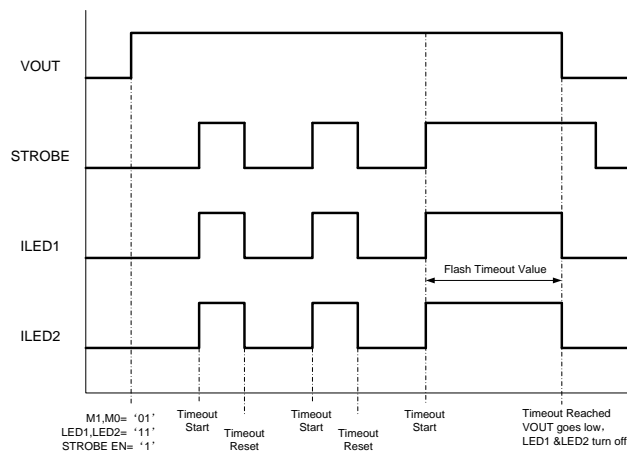 VOUT
STROBE
ILED1
Flash Timeout Value
ILED2
M1,M0= ‘01’
LED1,LED2= ‘11’
STROBE EN= ‘1’
Timeout
Start
Timeout
Reset
Timeout
Start
Timeout
Reset
Timeout
Start
Timeout Reached
VOUT goes low,
LED1 &LED2 turn off